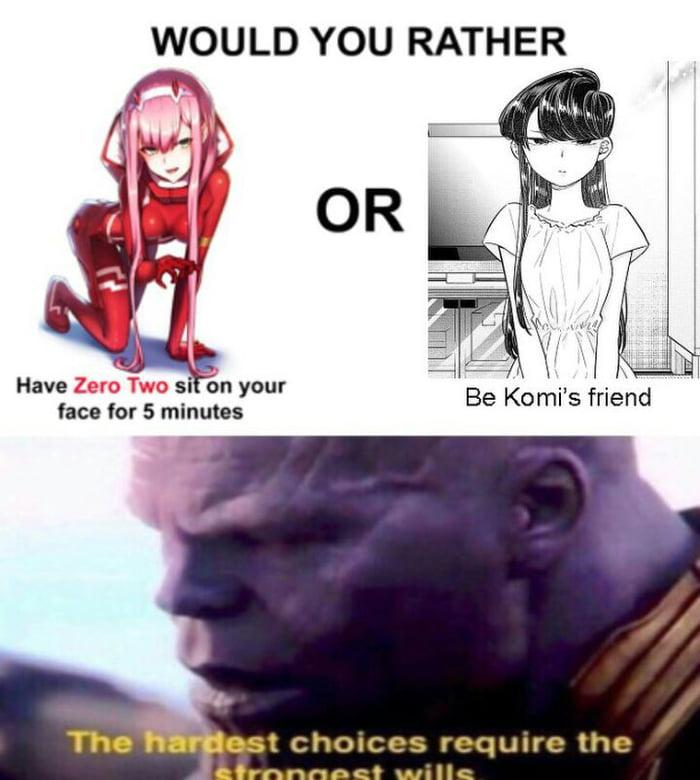 WOULD YOU RATHER
OR
Have Zero Two sit on your
face for 5 minutes
Be Komi's friend
The hardest choices require the
strongest wills